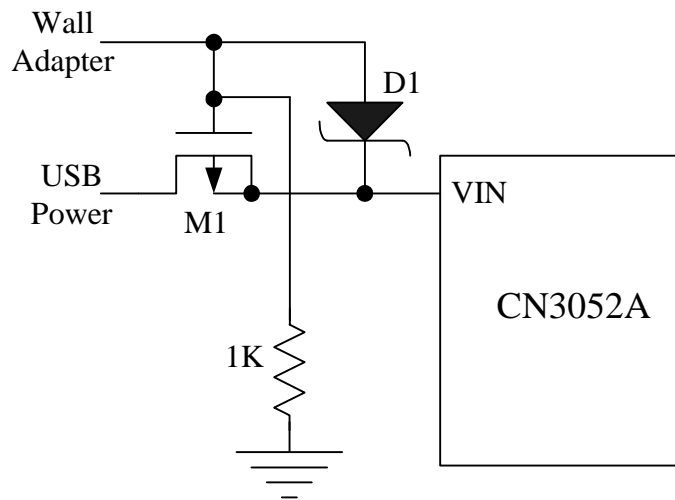 Wall
Adapter
D1
USB
Power
M1
VIN
CN3052A
1K